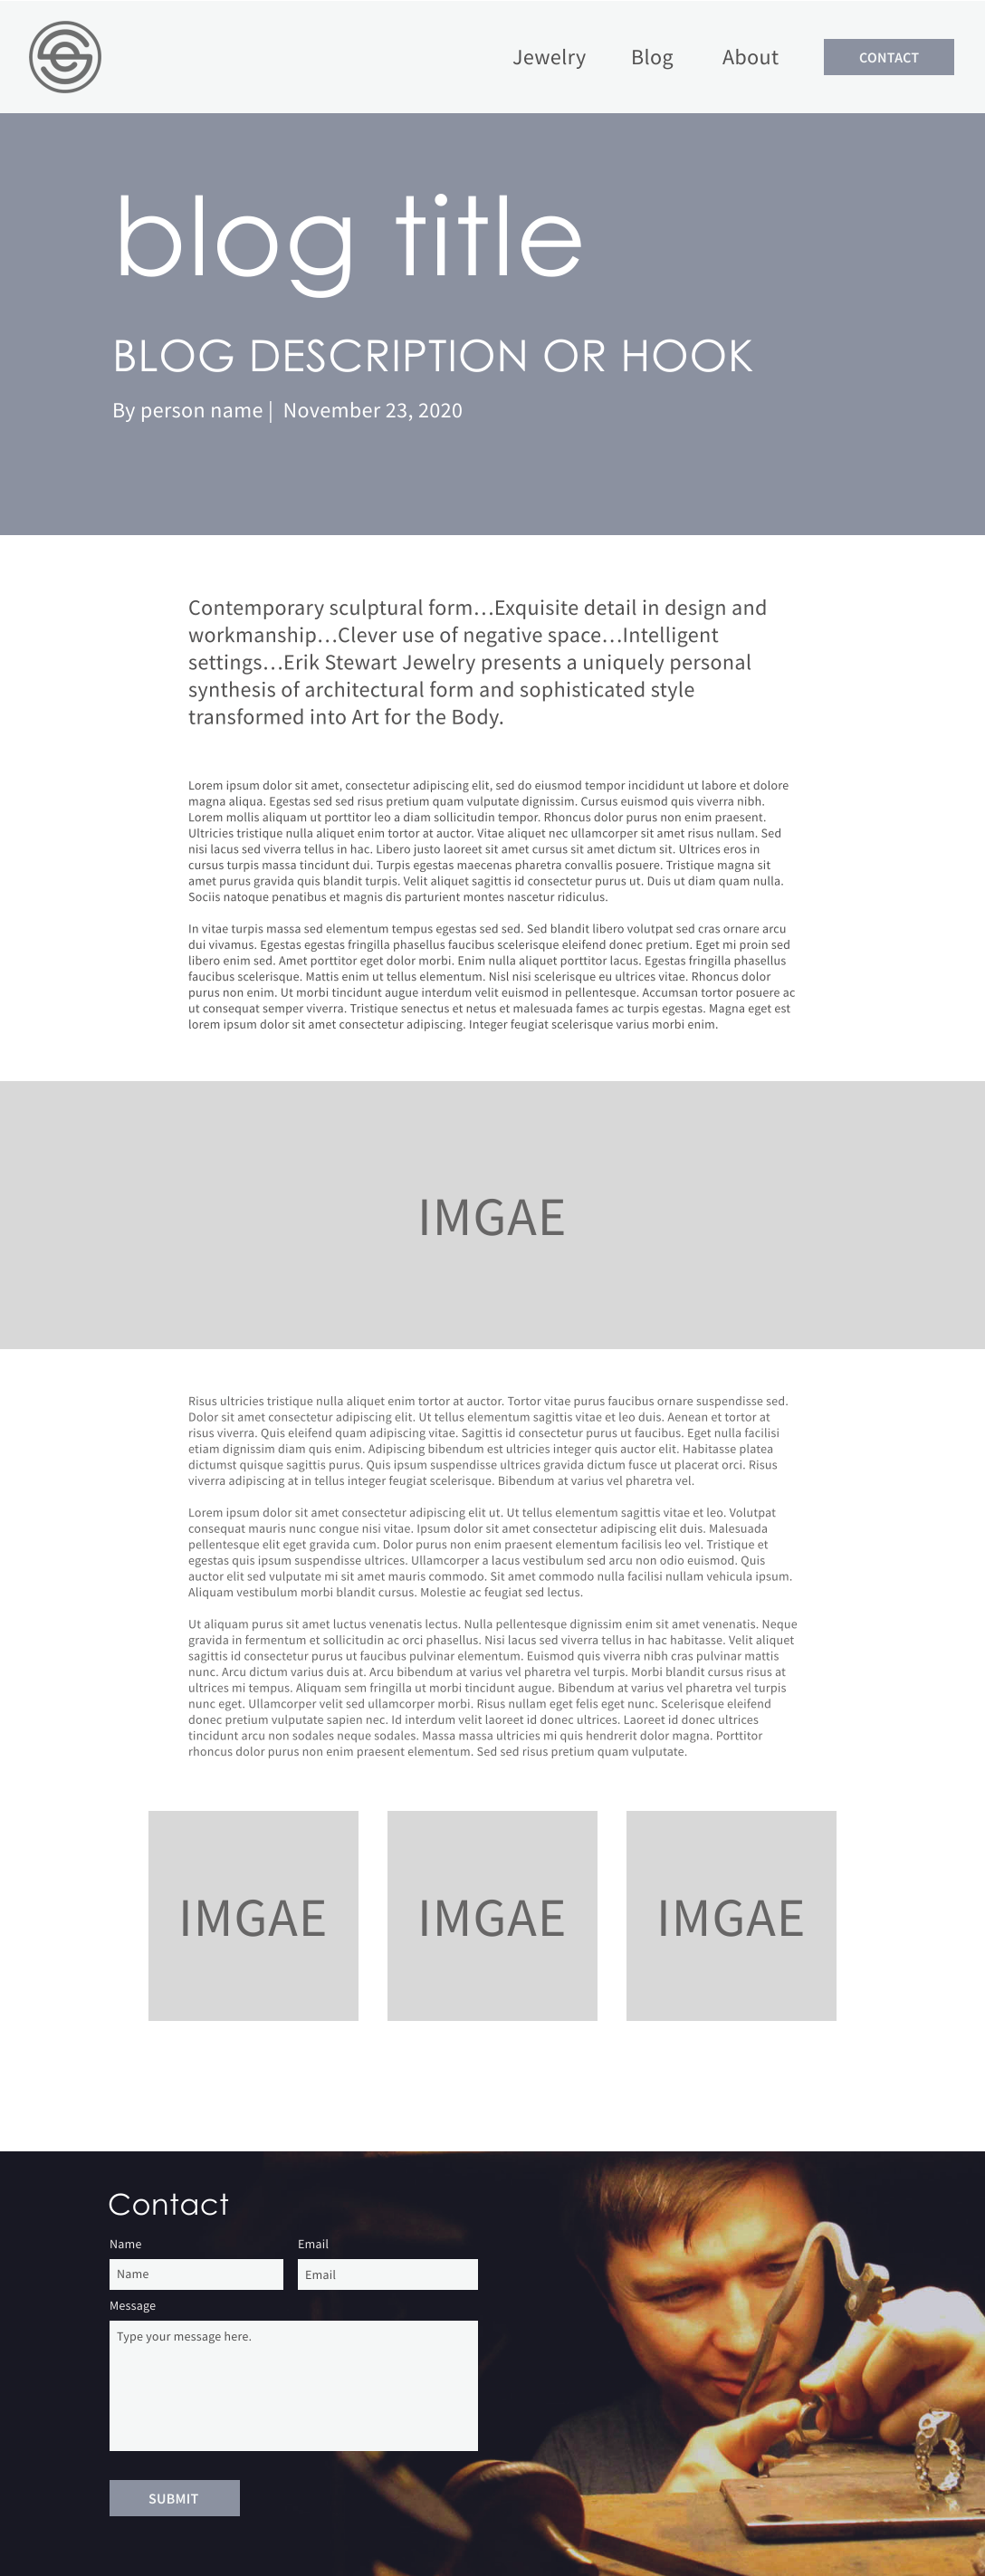 Jewelry Blog About CONTACT
blog title
BLOG DESCRIPTION OR HOOK
By person name | November 23, 2020
Contemporary sculptural form…Exquisite detail in design and
workmanship…Clever use of negative space…Intelligent
settings…Erik Stewart Jewelry presents a uniquely personal
synthesis of architectural form and sophisticated style
transformed into Art for the Body.
Lorem ipsum dolor sit amet, consectetur adipiscing elit, sed do eiusmod tempor incididunt ut labore et dolore
magna aliqua. Egestas sed sed risus pretium quam vulputate dignissim. Cursus euismod quis viverra nibh.
Lorem mollis aliquam ut porttitor leo a diam sollicitudin tempor. Rhoncus dolor purus non enim praesent.
Ultricies tristique nulla aliquet enim tortor at auctor. Vitae aliquet nec ullamcorper sit amet risus nullam. Sed
nisi lacus sed viverra tellus in hac. Libero justo laoreet sit amet cursus sit amet dictum sit. Ultrices eros in
cursus turpis massa tincidunt dui. Turpis egestas maecenas pharetra convallis posuere. Tristique magna sit
amet purus gravida quis blandit turpis. Velit aliquet sagittis id consectetur purus ut. Duis ut diam quam nulla.
Sociis natoque penatibus et magnis dis parturient montes nascetur ridiculus.
In vitae turpis massa sed elementum tempus egestas sed sed. Sed blandit libero volutpat sed cras ornare arcu
dui vivamus. Egestas egestas fringilla phasellus faucibus scelerisque eleifend donec pretium. Eget mi proin sed
libero enim sed. Amet porttitor eget dolor morbi. Enim nulla aliquet porttitor lacus. Egestas fringilla phasellus
faucibus scelerisque. Mattis enim ut tellus elementum. Nisl nisi scelerisque eu ultrices vitae. Rhoncus dolor
purus non enim. Ut morbi tincidunt augue interdum velit euismod in pellentesque. Accumsan tortor posuere ac
ut consequat semper viverra. Tristique senectus et netus et malesuada fames ac turpis egestas. Magna eget est
lorem ipsum dolor sit amet consectetur adipiscing. Integer feugiat scelerisque varius morbi enim.
IMGAE
Risus ultricies tristique nulla aliquet enim tortor at auctor. Tortor vitae purus faucibus ornare suspendisse sed.
Dolor sit amet consectetur adipiscing elit. Ut tellus elementum sagittis vitae et leo duis. Aenean et tortor at
risus viverra. Quis eleifend quam adipiscing vitae. Sagittis id consectetur purus ut faucibus. Eget nulla facilisi
etiam dignissim diam quis enim. Adipiscing bibendum est ultricies integer quis auctor elit. Habitasse platea
dictumst quisque sagittis purus. Quis ipsum suspendisse ultrices gravida dictum fusce ut placerat orci. Risus
viverra adipiscing at in tellus integer feugiat scelerisque. Bibendum at varius vel pharetra vel.
Lorem ipsum dolor sit amet consectetur adipiscing elit ut. Ut tellus elementum sagittis vitae et leo. Volutpat
consequat mauris nunc congue nisi vitae. Ipsum dolor sit amet consectetur adipiscing elit duis. Malesuada
pellentesque elit eget gravida cum. Dolor purus non enim praesent elementum facilisis leo vel. Tristique et
egestas quis ipsum suspendisse ultrices. Ullamcorper a lacus vestibulum sed arcu non odio euismod. Quis
auctor elit sed vulputate mi sit amet mauris commodo. Sit amet commodo nulla facilisi nullam vehicula ipsum.
Aliquam vestibulum morbi blandit cursus. Molestie ac feugiat sed lectus.
Ut aliquam purus sit amet luctus venenatis lectus. Nulla pellentesque dignissim enim sit amet venenatis. Neque
gravida in fermentum et sollicitudin ac orci phasellus. Nisi lacus sed viverra tellus in hac habitasse. Velit aliquet
sagittis id consectetur purus ut faucibus pulvinar elementum. Euismod quis viverra nibh cras pulvinar mattis
nunc. Arcu dictum varius duis at. Arcu bibendum at varius vel pharetra vel turpis. Morbi blandit cursus risus at
ultrices mi tempus. Aliquam sem fringilla ut morbi tincidunt augue. Bibendum at varius vel pharetra vel turpis
nunc eget. Ullamcorper velit sed ullamcorper morbi. Risus nullam eget felis eget nunc. Scelerisque eleifend
donec pretium vulputate sapien nec. Id interdum velit laoreet id donec ultrices. Laoreet id donec ultrices
tincidunt arcu non sodales neque sodales. Massa massa ultricies mi quis hendrerit dolor magna. Porttitor
rhoncus dolor purus non enim praesent elementum. Sed sed risus pretium quam vulputate.
IMGAE IMGAE IMGAE
Contact
Name Email
Name Email
Message
Type your message here.
SUBMIT